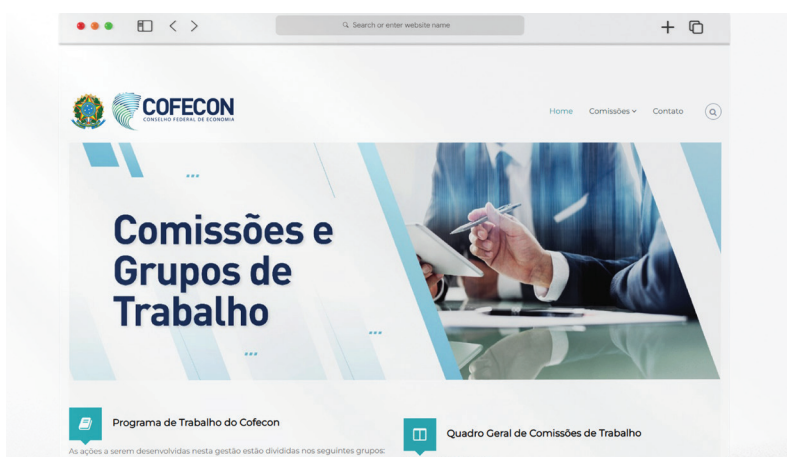 Search or enter website name
COFECON
CONSELHO FEDERAL DE ECONOMIA
Home Comissões Contato
Comissões e
Grupos de
Trabalho
Programa de Trabalho do Cofecon
As ações a serem desenvolvidas nesta gestão estão divididas nos seguintes grupos:
Quadro Geral de Comissões de Trabalho